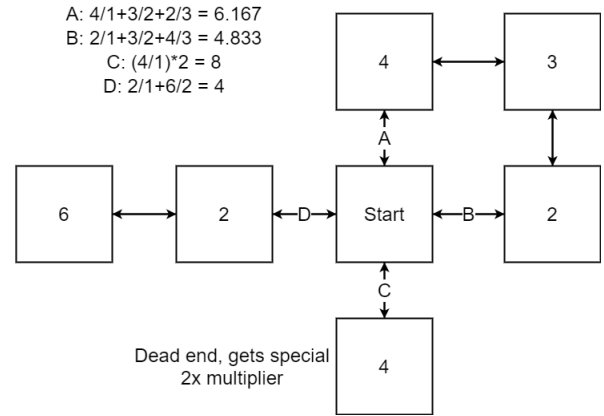 A: 4/1+3/2+2/3 = 6.167
B: 2/1+3/2+4/3 = 4.833
C: (4/1)*2 = 8
D: 2/1+6/2 = 4
4
3
A
6
2
D
Start
B
2
C
Dead end, gets special
2x multiplier
4